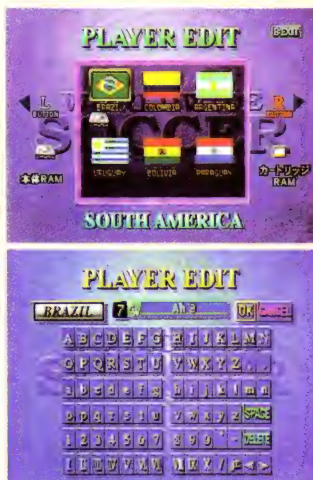 PLAYER EDIT
B:EXIT
L
BUTTON
R
BRAZIL COLOMBIA ARGENTINA
URUGUAY BOLIVIA PARAGUAY
本体RAM
カートリッジ
RAM
SOUTH AMERICA
PLAYER EDIT
BRAZIL 7 OK CANCEL
A B C D E F G H I J K L M N
O P Q R S T U V W X Y Z
a b c d e f g h i j k l m n
o p q r s t u v w x y z SPACE
1 2 3 4 5 6 7 8 9 0 DELETE